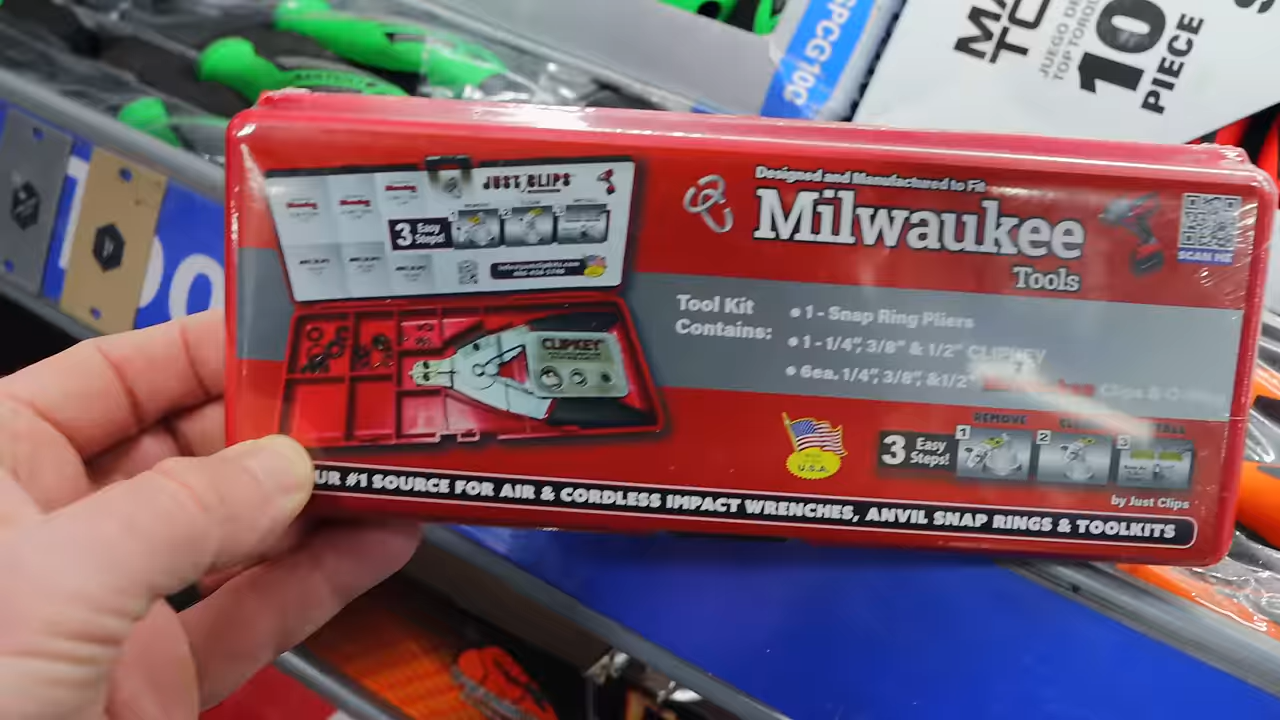 SPCG10C
JUEGO DE
10
PIECE
JUST CLIPS
3 Easy
Steps!
CLIPKEY
Designed and Manufactured to Fit
Milwaukee
Tools
SCAN ME
Tool Kit
Contains:
• 1 - Snap Ring Pliers
• 1 - 1/4", 3/8" & 1/2" CLIPKEY
• 6ea. 1/4", 3/8", &1/2" Clips &
U.S.A.
3 Easy
Steps!
REMOVE
1
2
3
by Just Clips
UR #1 SOURCE FOR AIR & CORDLESS IMPACT WRENCHES, ANVIL SNAP RINGS & TOOLKITS